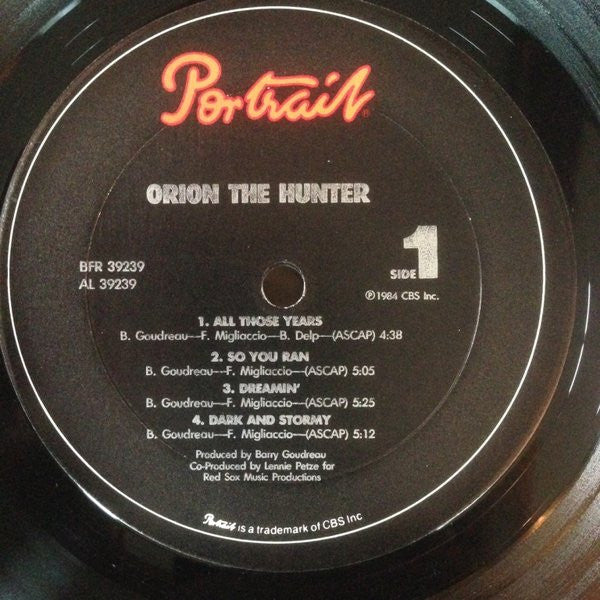 Portrait®
ORION THE HUNTER
BFR 39239
AL 39239
SIDE 1
℗1984 CBS Inc.
1. ALL THOSE YEARS
B. Goudreau—F. Migliaccio—B. Delp—(ASCAP) 4:38
2. SO YOU RAN
B. Goudreau—F. Migliaccio—(ASCAP) 5:05
3. DREAMIN'
B. Goudreau—F. Migliaccio—(ASCAP) 5:25
4. DARK AND STORMY
B. Goudreau—F. Migliaccio—(ASCAP) 5:12
Produced by Barry Goudreau
Co-Produced by Lennie Petze for
Red Sox Music Productions
Portrait is a trademark of CBS Inc